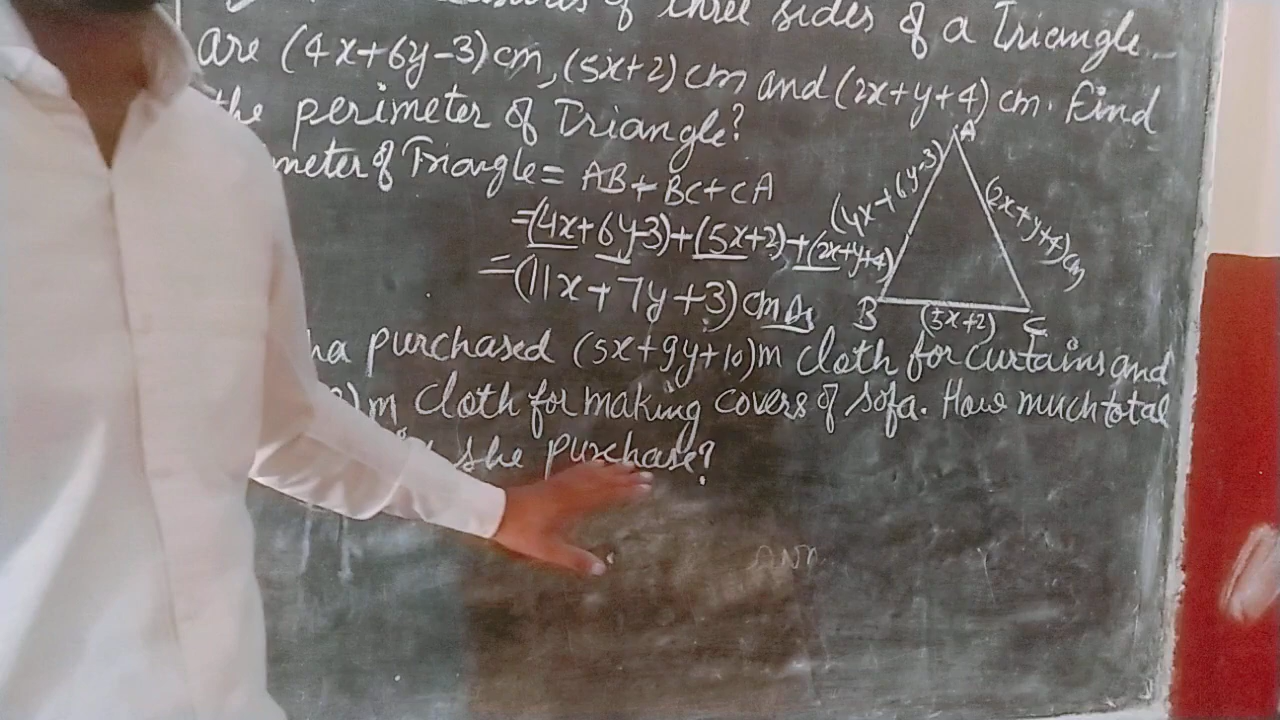 of three sides of a Triangle
are (4x+6y-3) cm, (5x+2) cm and (2x+y+4) cm. Find
the perimeter of Triangle?
meter of Triangle = AB + BC + CA
=(4x+6y-3)+(5x+2)+(2x+y+4)
=(11x+7y+3) cm Ans
A
(4x+6y-3)
(2x+y+4)cm
B
(5x+2)
C
purchased (5x+9y+10)m cloth for curtains and
m cloth for making covers of sofa. How much total
she purchase?